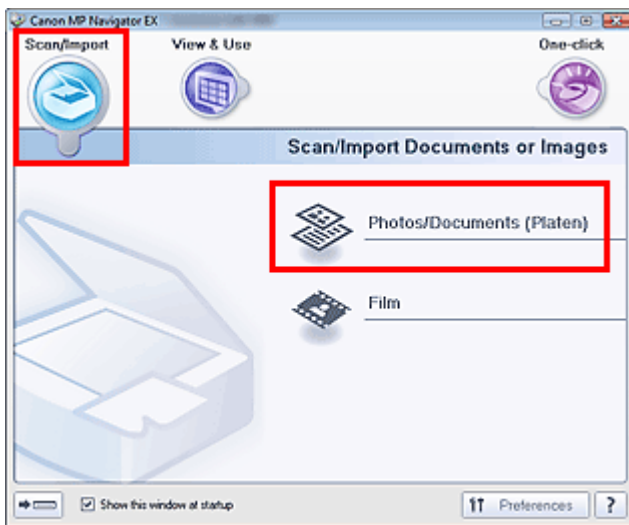 Canon MP Navigator EX
Scan/Import View & Use One-click
Scan/Import Documents or Images
Photos/Documents (Platen)
Film
Show this window at startup
Preferences ?